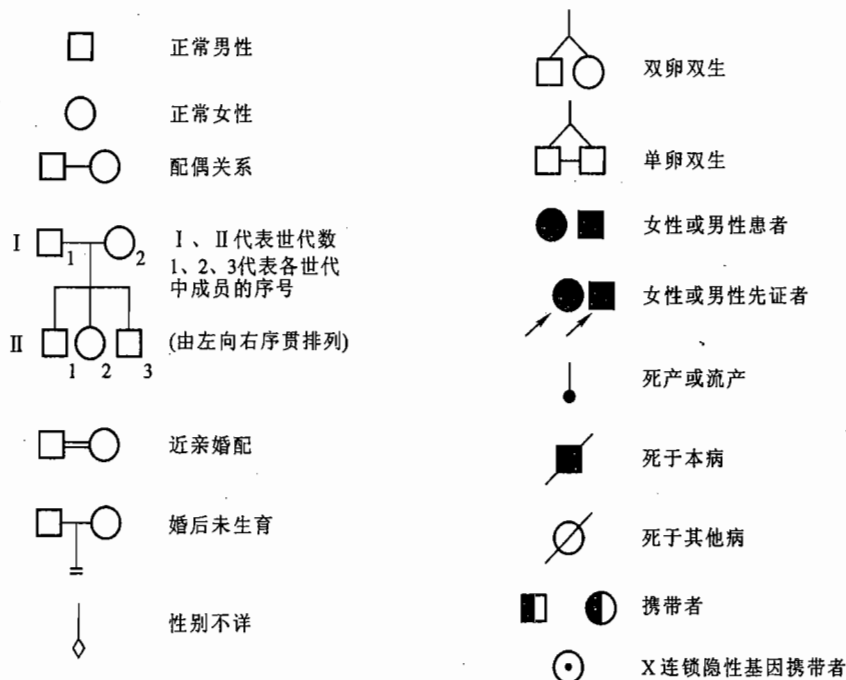 正常男性
正常女性
配偶关系
Ⅰ 1 2 Ⅰ、Ⅱ代表世代数
1、2、3代表各世代
中成员的序号
Ⅱ 1 2 3 (由左向右序贯排列)
近亲婚配
婚后未生育
性别不详
双卵双生
单卵双生
女性或男性患者
女性或男性先证者
死产或流产
死于本病
死于其他病
携带者
X连锁隐性基因携带者